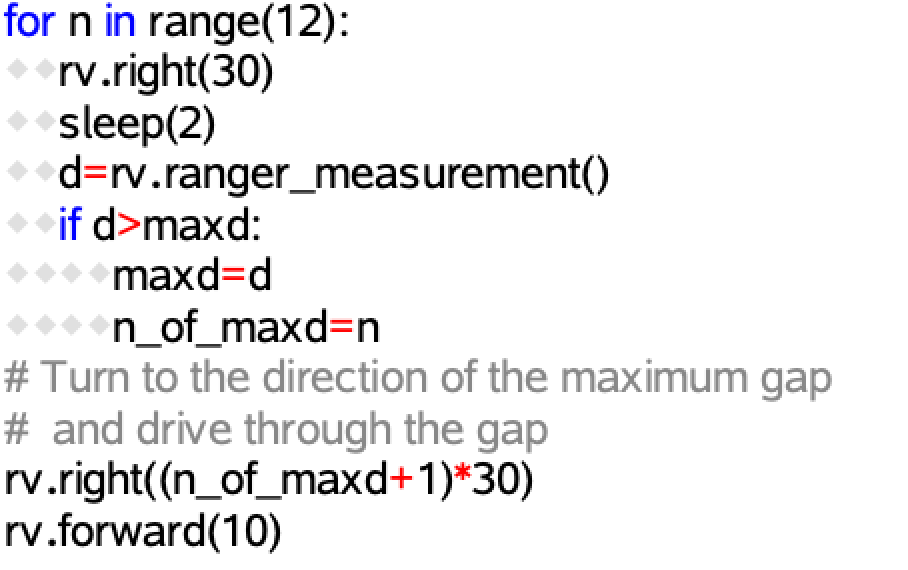 for n in range(12):
◆◆rv.right(30)
◆◆sleep(2)
◆◆d=rv.ranger_measurement()
◆◆if d>maxd:
◆◆◆◆maxd=d
◆◆◆◆n_of_maxd=n
# Turn to the direction of the maximum gap
#  and drive through the gap
rv.right((n_of_maxd+1)*30)
rv.forward(10)